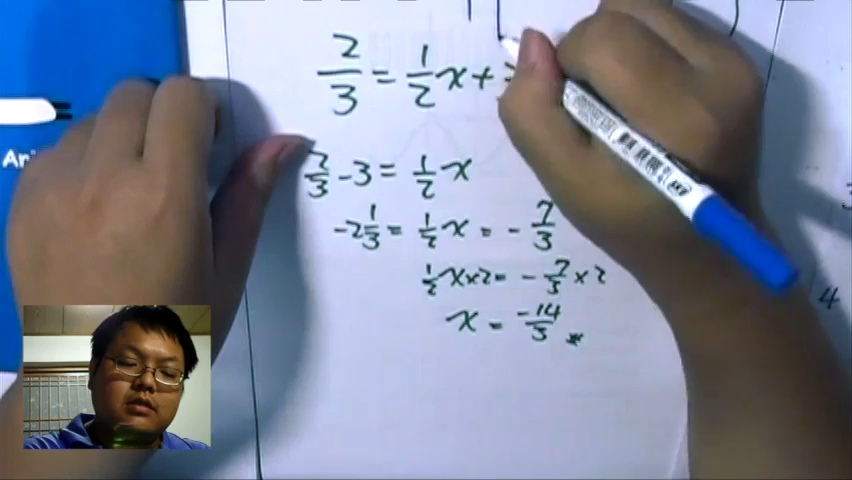 2/3 = 1/2 x +
2/3 - 3 = 1/2 x
-2 1/3 = 1/2 x = - 7/3
1/2 x × 2 = - 7/3 × 2
x = -14/3 *
4